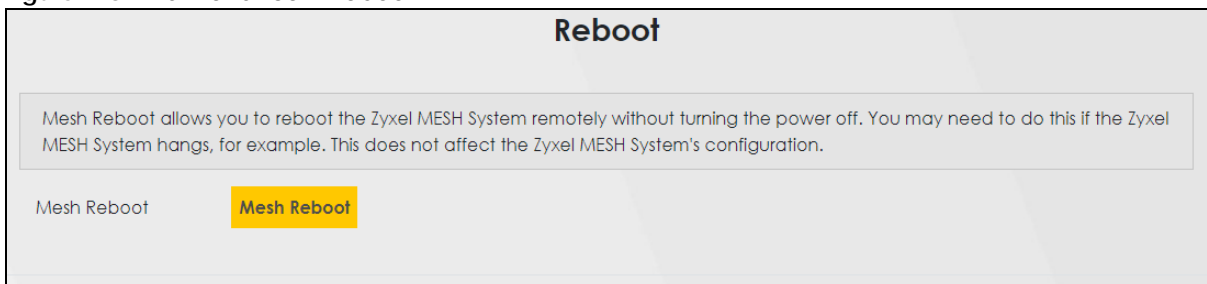 Reboot
Mesh Reboot allows you to reboot the Zyxel MESH System remotely without turning the power off. You may need to do this if the Zyxel
MESH System hangs, for example. This does not affect the Zyxel MESH System's configuration.
Mesh Reboot
Mesh Reboot